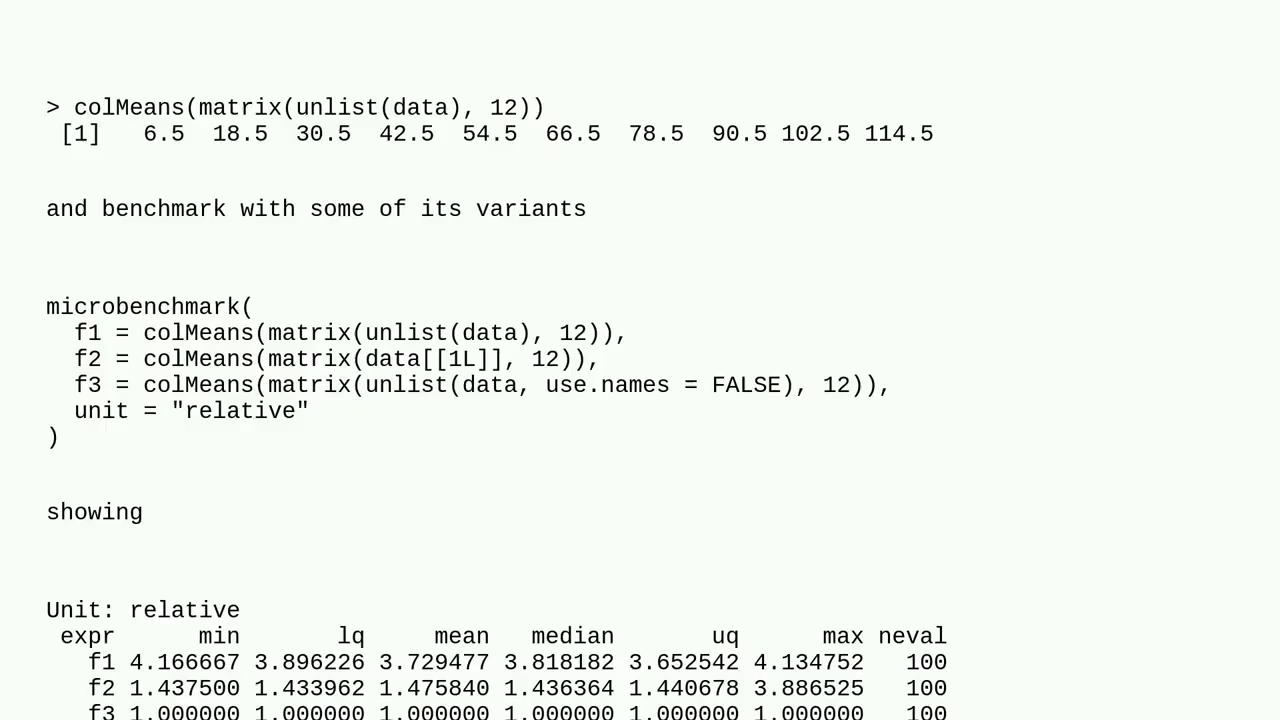 > colMeans(matrix(unlist(data), 12))
 [1]   6.5  18.5  30.5  42.5  54.5  66.5  78.5  90.5 102.5 114.5
and benchmark with some of its variants
microbenchmark(
  f1 = colMeans(matrix(unlist(data), 12)),
  f2 = colMeans(matrix(data[[1L]], 12)),
  f3 = colMeans(matrix(unlist(data, use.names = FALSE), 12)),
  unit = "relative"
)
showing
Unit: relative
 expr      min       lq     mean   median       uq      max neval
   f1 4.166667 3.896226 3.729477 3.818182 3.652542 4.134752   100
   f2 1.437500 1.433962 1.475840 1.436364 1.440678 3.886525   100
   f3 1.000000 1.000000 1.000000 1.000000 1.000000 1.000000   100